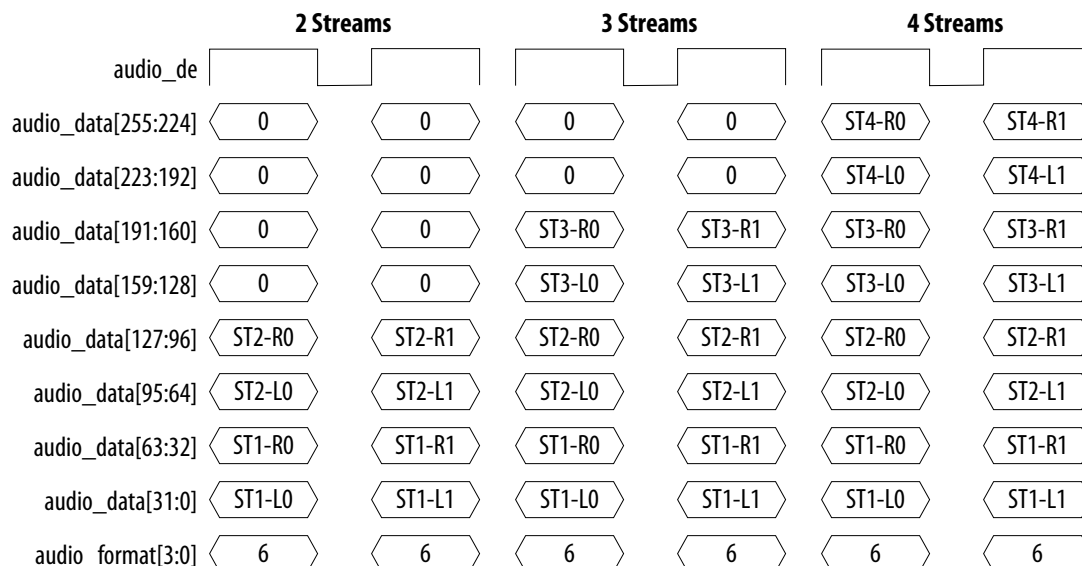 2 Streams 3 Streams 4 Streams
audio_de
audio_data[255:224] 0 0 0 0 ST4-R0 ST4-R1
audio_data[223:192] 0 0 0 0 ST4-L0 ST4-L1
audio_data[191:160] 0 0 ST3-R0 ST3-R1 ST3-R0 ST3-R1
audio_data[159:128] 0 0 ST3-L0 ST3-L1 ST3-L0 ST3-L1
audio_data[127:96] ST2-R0 ST2-R1 ST2-R0 ST2-R1 ST2-R0 ST2-R1
audio_data[95:64] ST2-L0 ST2-L1 ST2-L0 ST2-L1 ST2-L0 ST2-L1
audio_data[63:32] ST1-R0 ST1-R1 ST1-R0 ST1-R1 ST1-R0 ST1-R1
audio_data[31:0] ST1-L0 ST1-L1 ST1-L0 ST1-L1 ST1-L0 ST1-L1
audio_format[3:0] 6 6 6 6 6 6